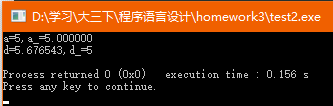 D:\学习\大三下\程序语言设计\homework3\test2.exe
a=5,a_=5.000000
d=5.676543,d_=5
Process returned 0 (0x0)   execution time : 0.156 s
Press any key to continue.